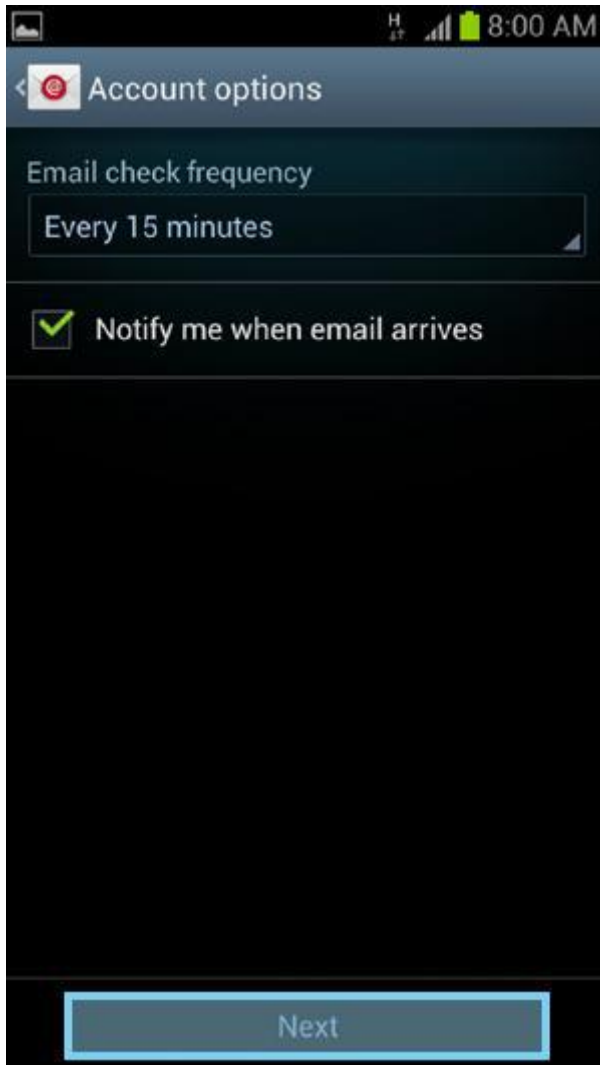 H 8:00 AM
@ Account options
Email check frequency
Every 15 minutes
Notify me when email arrives
Next